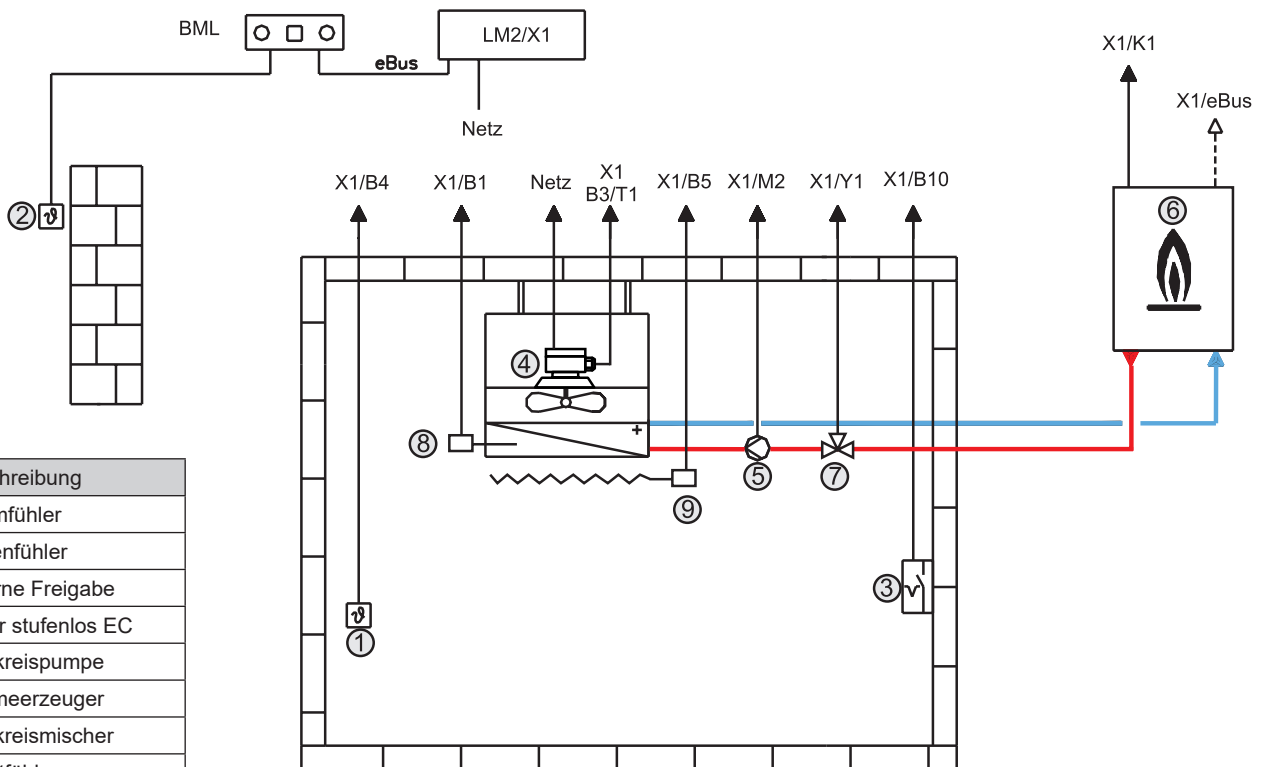 BML
LM2/X1
eBus
Netz
X1/K1
X1/eBus
X1/B4
X1/B1
Netz
X1
B3/T1
X1/B5
X1/M2
X1/Y1
X1/B10
2
6
4
+
8
5
7
9
3
1
hreibung
nfühler
enfühler
rne Freigabe
r stufenlos EC
kreispumpe
meerzeuger
kreismischer